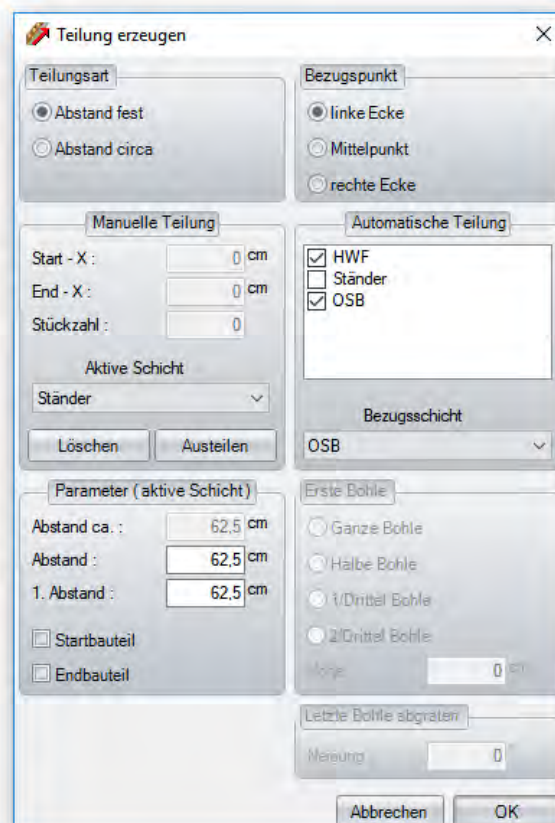 Teilung erzeugen
Teilungsart
Abstand fest
Abstand circa
Bezugspunkt
linke Ecke
Mittelpunkt
rechte Ecke
Manuelle Teilung
Start - X : 0 cm
End - X : 0 cm
Stückzahl : 0
Aktive Schicht
Ständer
Löschen Austeilen
Automatische Teilung
HWF
Ständer
OSB
Bezugsschicht
OSB
Parameter ( aktive Schicht )
Abstand ca. : 62,5 cm
Abstand : 62,5 cm
1. Abstand : 62,5 cm
Startbauteil
Endbauteil
Erste Bohle
Ganze Bohle
Halbe Bohle
1/Drittel Bohle
2/Drittel Bohle
0 cm
Letzte Bohle abgraten
Neigung 0
Abbrechen OK